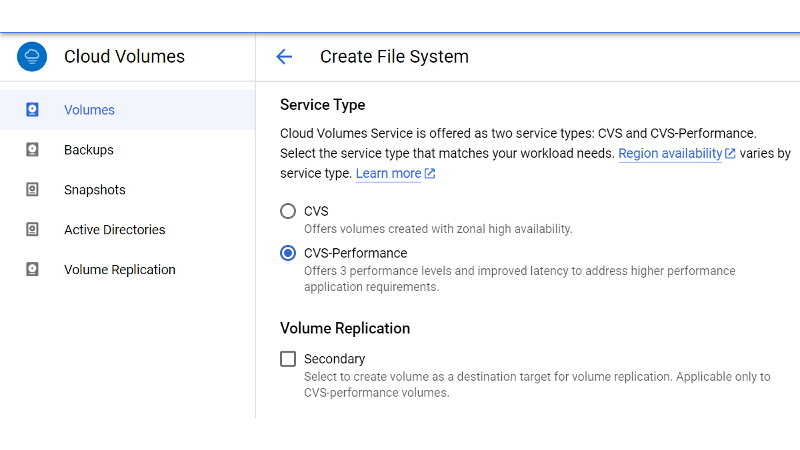 Cloud Volumes
Create File System
Volumes
Backups
Snapshots
Active Directories
Volume Replication
Service Type
Cloud Volumes Service is offered as two service types: CVS and CVS-Performance.
Select the service type that matches your workload needs. Region availability varies by
service type. Learn more
CVS
Offers volumes created with zonal high availability.
CVS-Performance
Offers 3 performance levels and improved latency to address higher performance
application requirements.
Volume Replication
Secondary
Select to create volume as a destination target for volume replication. Applicable only to
CVS-performance volumes.